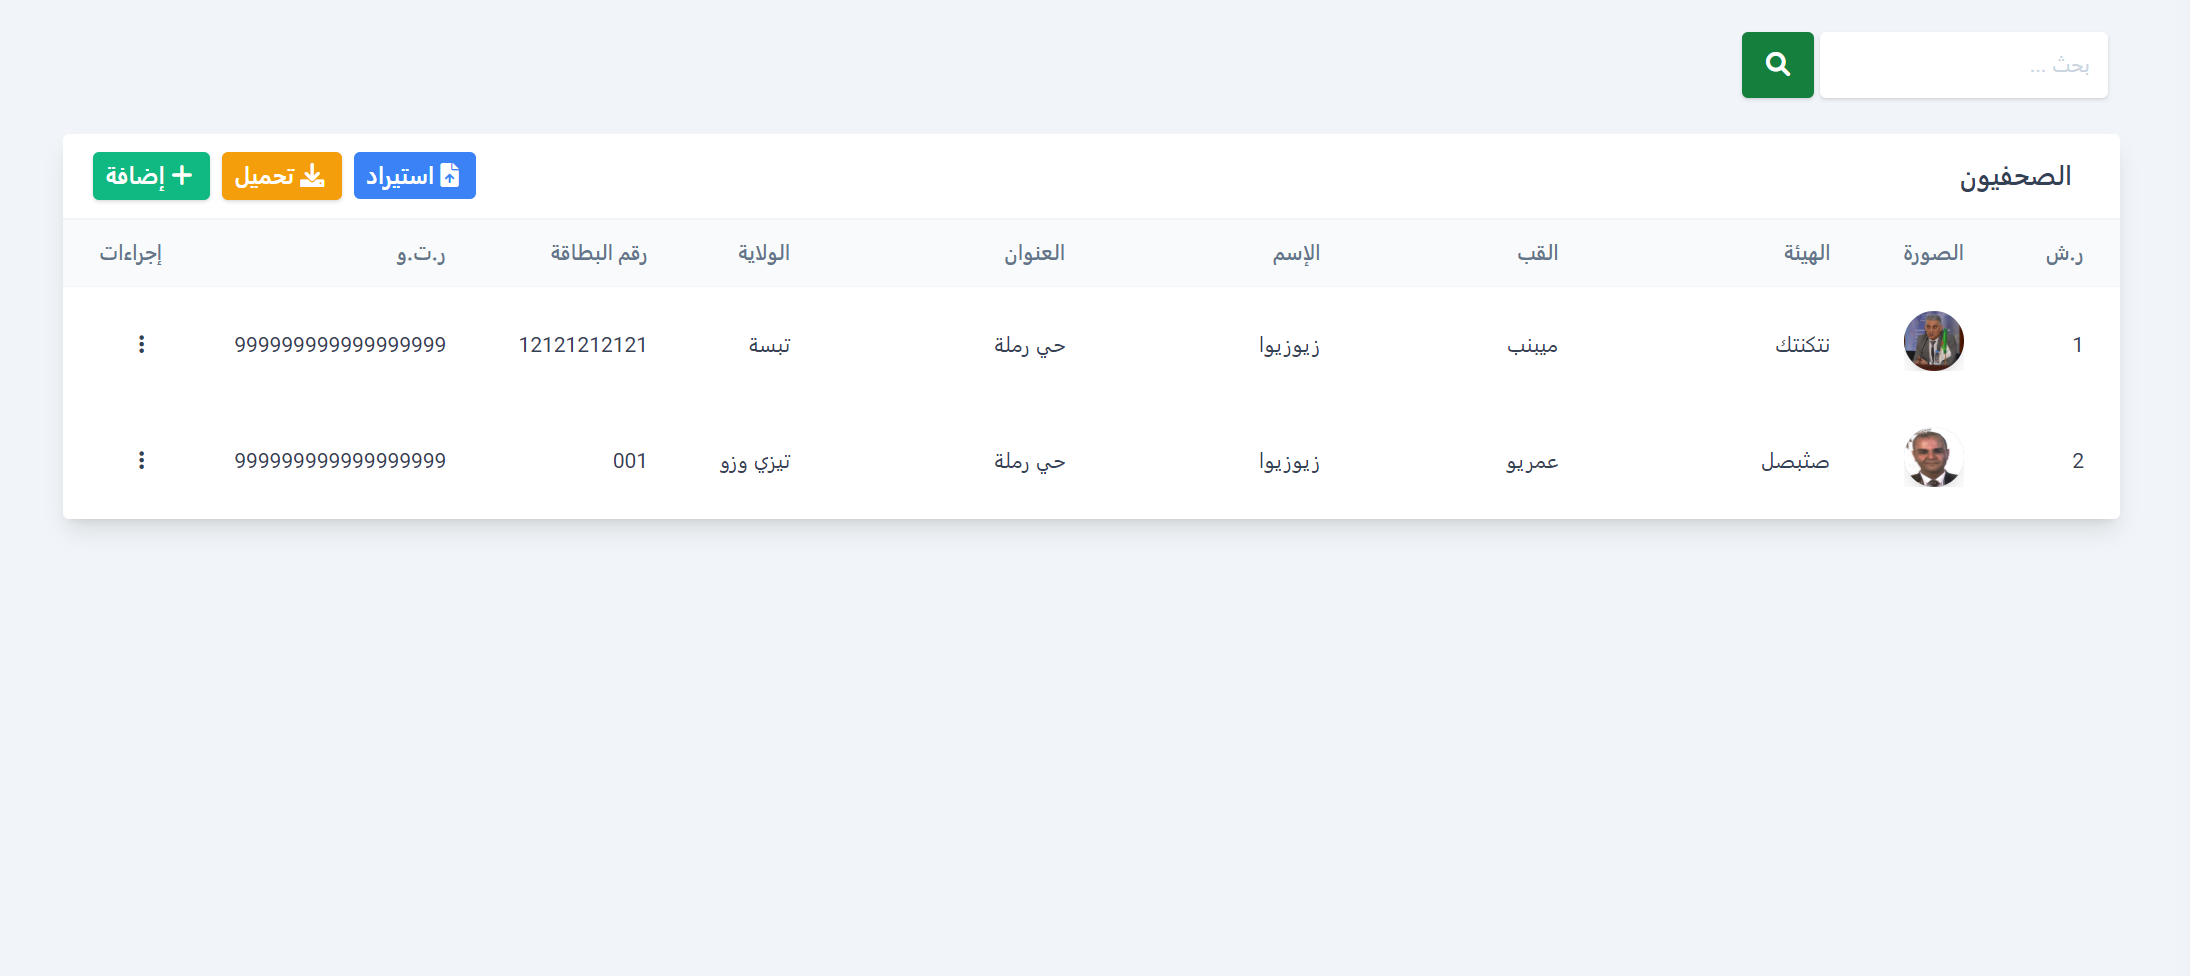 بحث ...
الصحفيون استيراد تحميل إضافة
ر.ش الصورة الهيئة القب الإسم العنوان الولاية رقم البطاقة ر.ت.و إجراءات
1 نتكنتك ميبنب زيوزيوا حي رملة تبسة 12121212121 999999999999999999
2 صثبصل عمريو زيوزيوا حي رملة تيزي وزو 001 999999999999999999